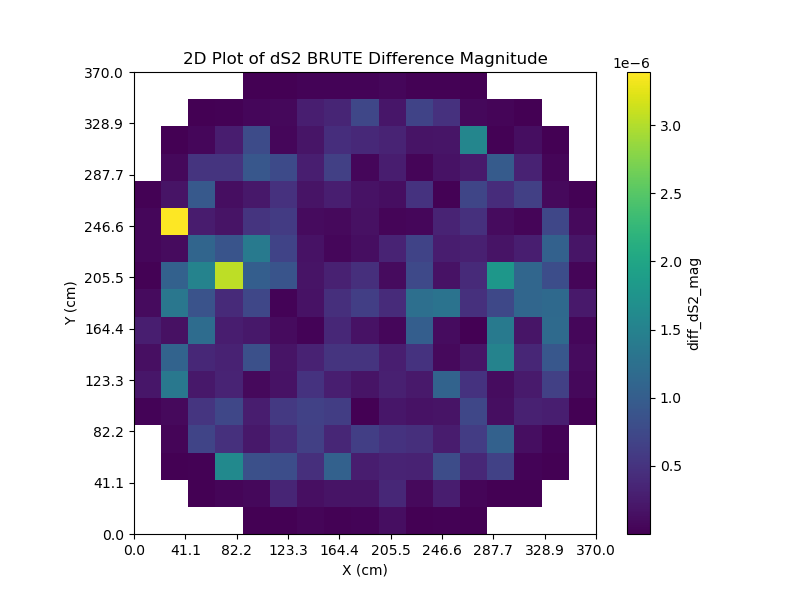 2D Plot of dS2 BRUTE Difference Magnitude
1e−6
370.0
328.9
287.7
246.6
205.5
164.4
123.3
82.2
41.1
0.0
Y (cm)
0.0 41.1 82.2 123.3 164.4 205.5 246.6 287.7 328.9 370.0
X (cm)
3.0
2.5
2.0
1.5
1.0
0.5
diff_dS2_mag